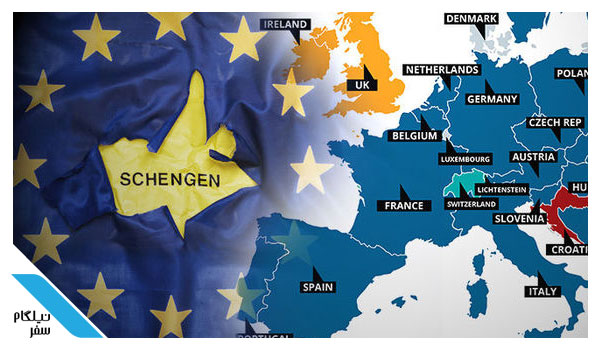 SCHENGEN
IRELAND
UK
DENMARK
NETHERLANDS
POLAN
GERMANY
BELGIUM
CZECH REP
LUXEMBOURG
AUSTRIA
LICHTENSTEIN
HU
FRANCE
SWITZERLAND
SLOVENIA
CROATI
SPAIN
ITALY
PORTUGAL
نیلگام
سفر